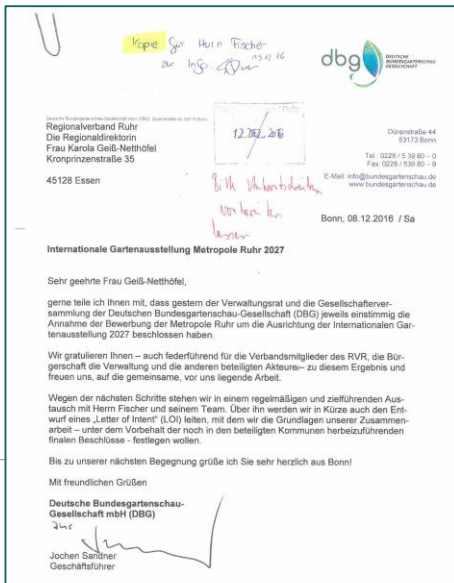 Kopie für Herrn Fischer
zur Info.
dbg
DEUTSCHE
BUNDESGARTENSCHAU
GESELLSCHAFT
Regionalverband Ruhr
Die Regionaldirektorin
Frau Karola Geiß-Netthöfel
Kronprinzenstraße 35
45128 Essen
12. DEZ. 2016
Bitte Antwortschreiben
vorbereiten
lassen
Dürenstraße 44
53173 Bonn
Tel.: 0228 / 5 39 80 – 0
Fax: 0228 / 539 80 – 9
E-Mail: info@bundesgartenschau.de
www.bundesgartenschau.de
Bonn, 08.12.2016 / Sa
Internationale Gartenausstellung Metropole Ruhr 2027
Sehr geehrte Frau Geiß-Netthöfel,
gerne teile ich Ihnen mit, dass gestern der Verwaltungsrat und die Gesellschafterver-
sammlung der Deutschen Bundesgartenschau-Gesellschaft (DBG) jeweils einstimmig die
Annahme der Bewerbung der Metropole Ruhr um die Ausrichtung der Internationalen Gar-
tenausstellung 2027 beschlossen haben.
Wir gratulieren Ihnen – auch federführend für die Verbandsmitglieder des RVR, die Bür-
gerschaft die Verwaltung und die anderen beteiligten Akteure– zu diesem Ergebnis und
freuen uns, auf die gemeinsame, vor uns liegende Arbeit.
Wegen der nächsten Schritte stehen wir in einem regelmäßigen und zielführenden Aus-
tausch mit Herrn Fischer und seinem Team. Über ihn werden wir in Kürze auch den Ent-
wurf eines „Letter of Intent“ (LOI) leiten, mit dem wir die Grundlagen unserer Zusammen-
arbeit – unter dem Vorbehalt der noch in den beteiligten Kommunen herbeizuführenden
finalen Beschlüsse - festlegen wollen.
Bis zu unserer nächsten Begegnung grüße ich Sie sehr herzlich aus Bonn!
Mit freundlichen Grüßen
Deutsche Bundesgartenschau-
Gesellschaft mbH (DBG)
Jochen Sandner
Geschäftsführer